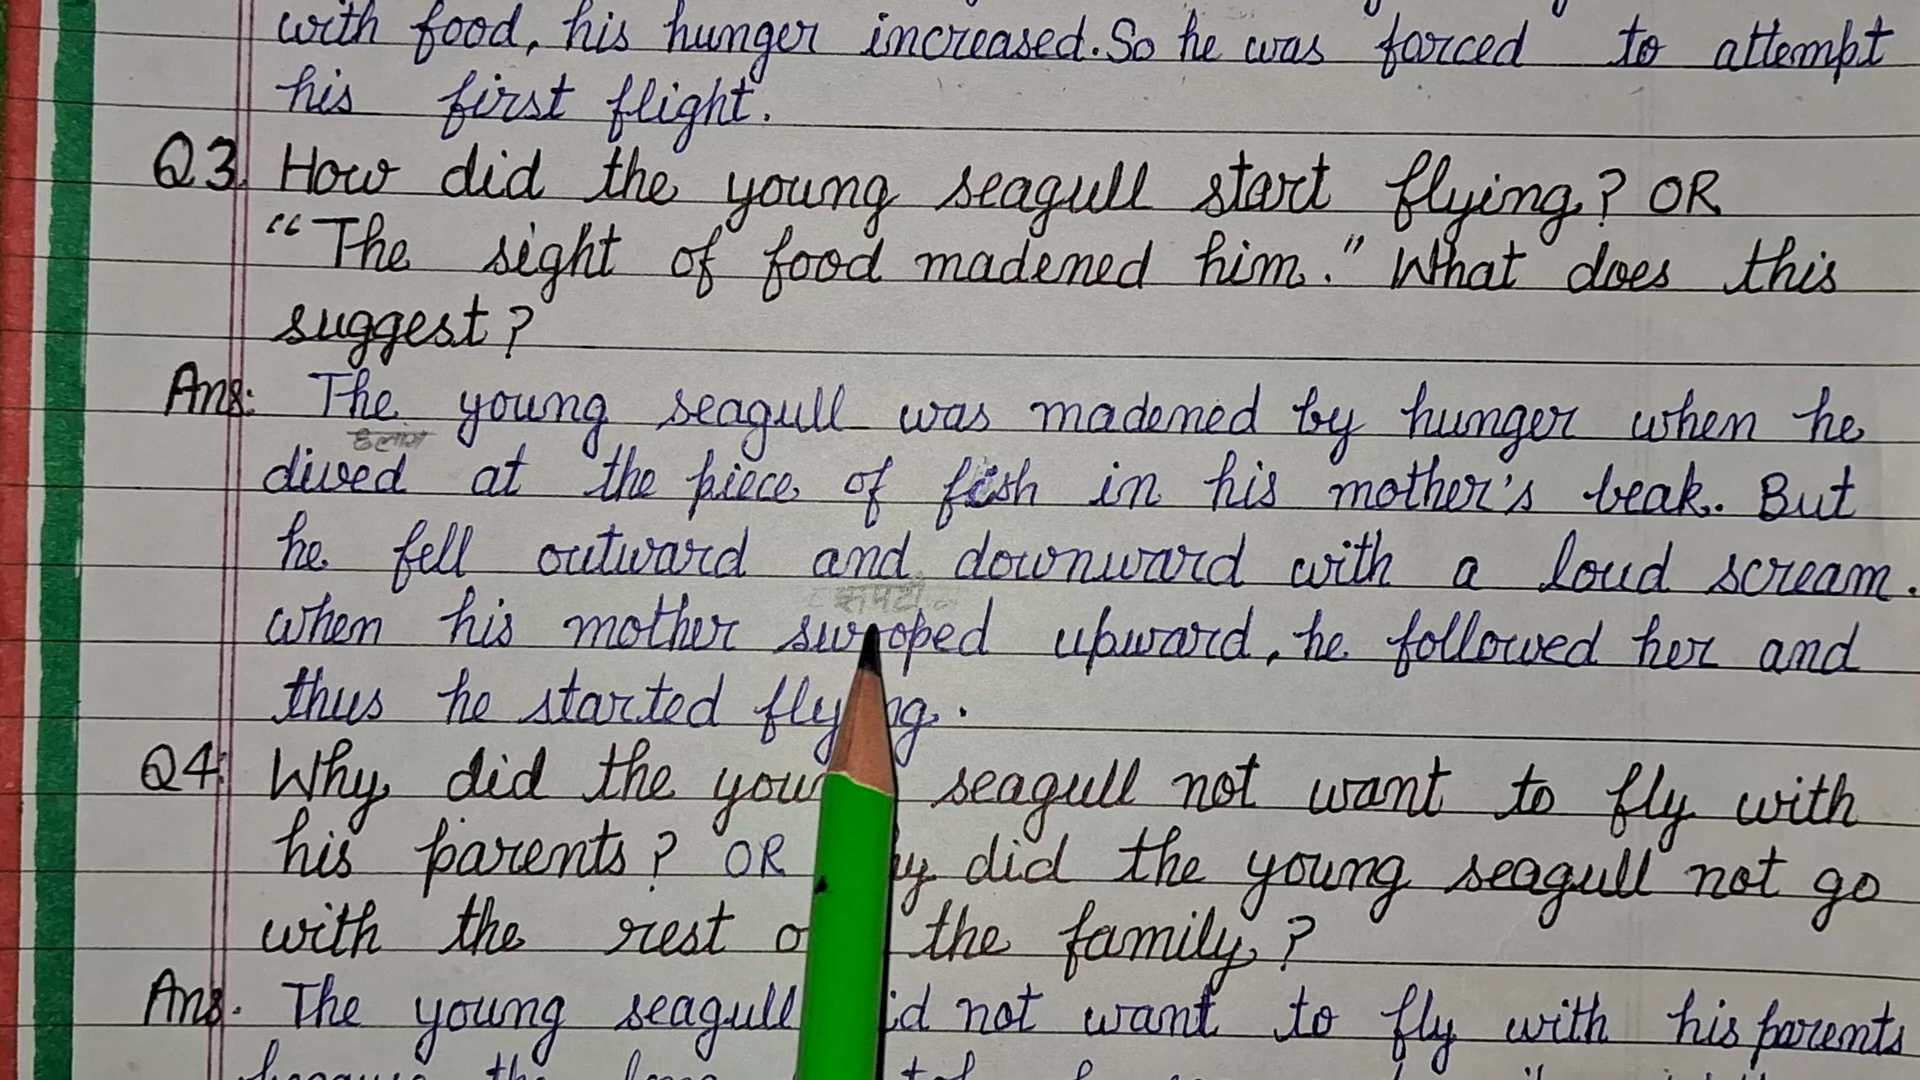 with food, his hunger increased. So he was forced to attempt
his first flight.
Q3. How did the young seagull start flying? OR
“The sight of food madened him.” What does this
suggest?
Ans: The young seagull was madened by hunger when he
dived at the piece of fish in his mother's beak. But
he fell outward and downward with a loud scream.
when his mother swooped upward, he followed her and
thus he started flying.
Q4. Why did the young seagull not want to fly with
his parents? OR Why did the young seagull not go
with the rest of the family?
Ans. The young seagull did not want to fly with his parents
because the